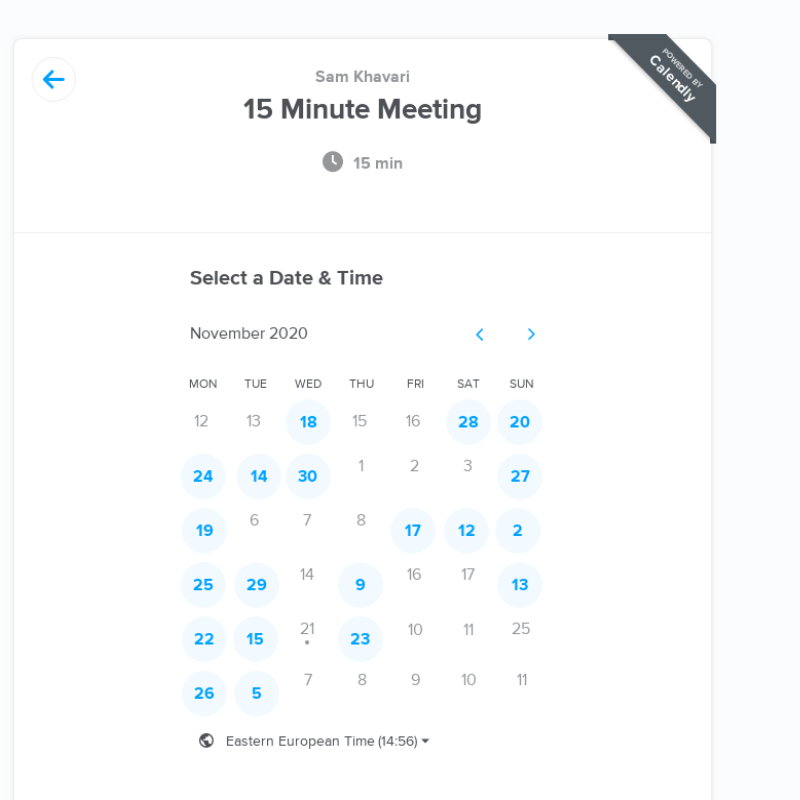 POWERED BY
Calendly
Sam Khavari
15 Minute Meeting
15 min
Select a Date & Time
November 2020
MON TUE WED THU FRI SAT SUN
12 13 18 15 16 28 20
24 14 30 1 2 3 27
19 6 7 8 17 12 2
25 29 14 9 16 17 13
22 15 21 23 10 11 25
26 5 7 8 9 10 11
Eastern European Time (14:56)